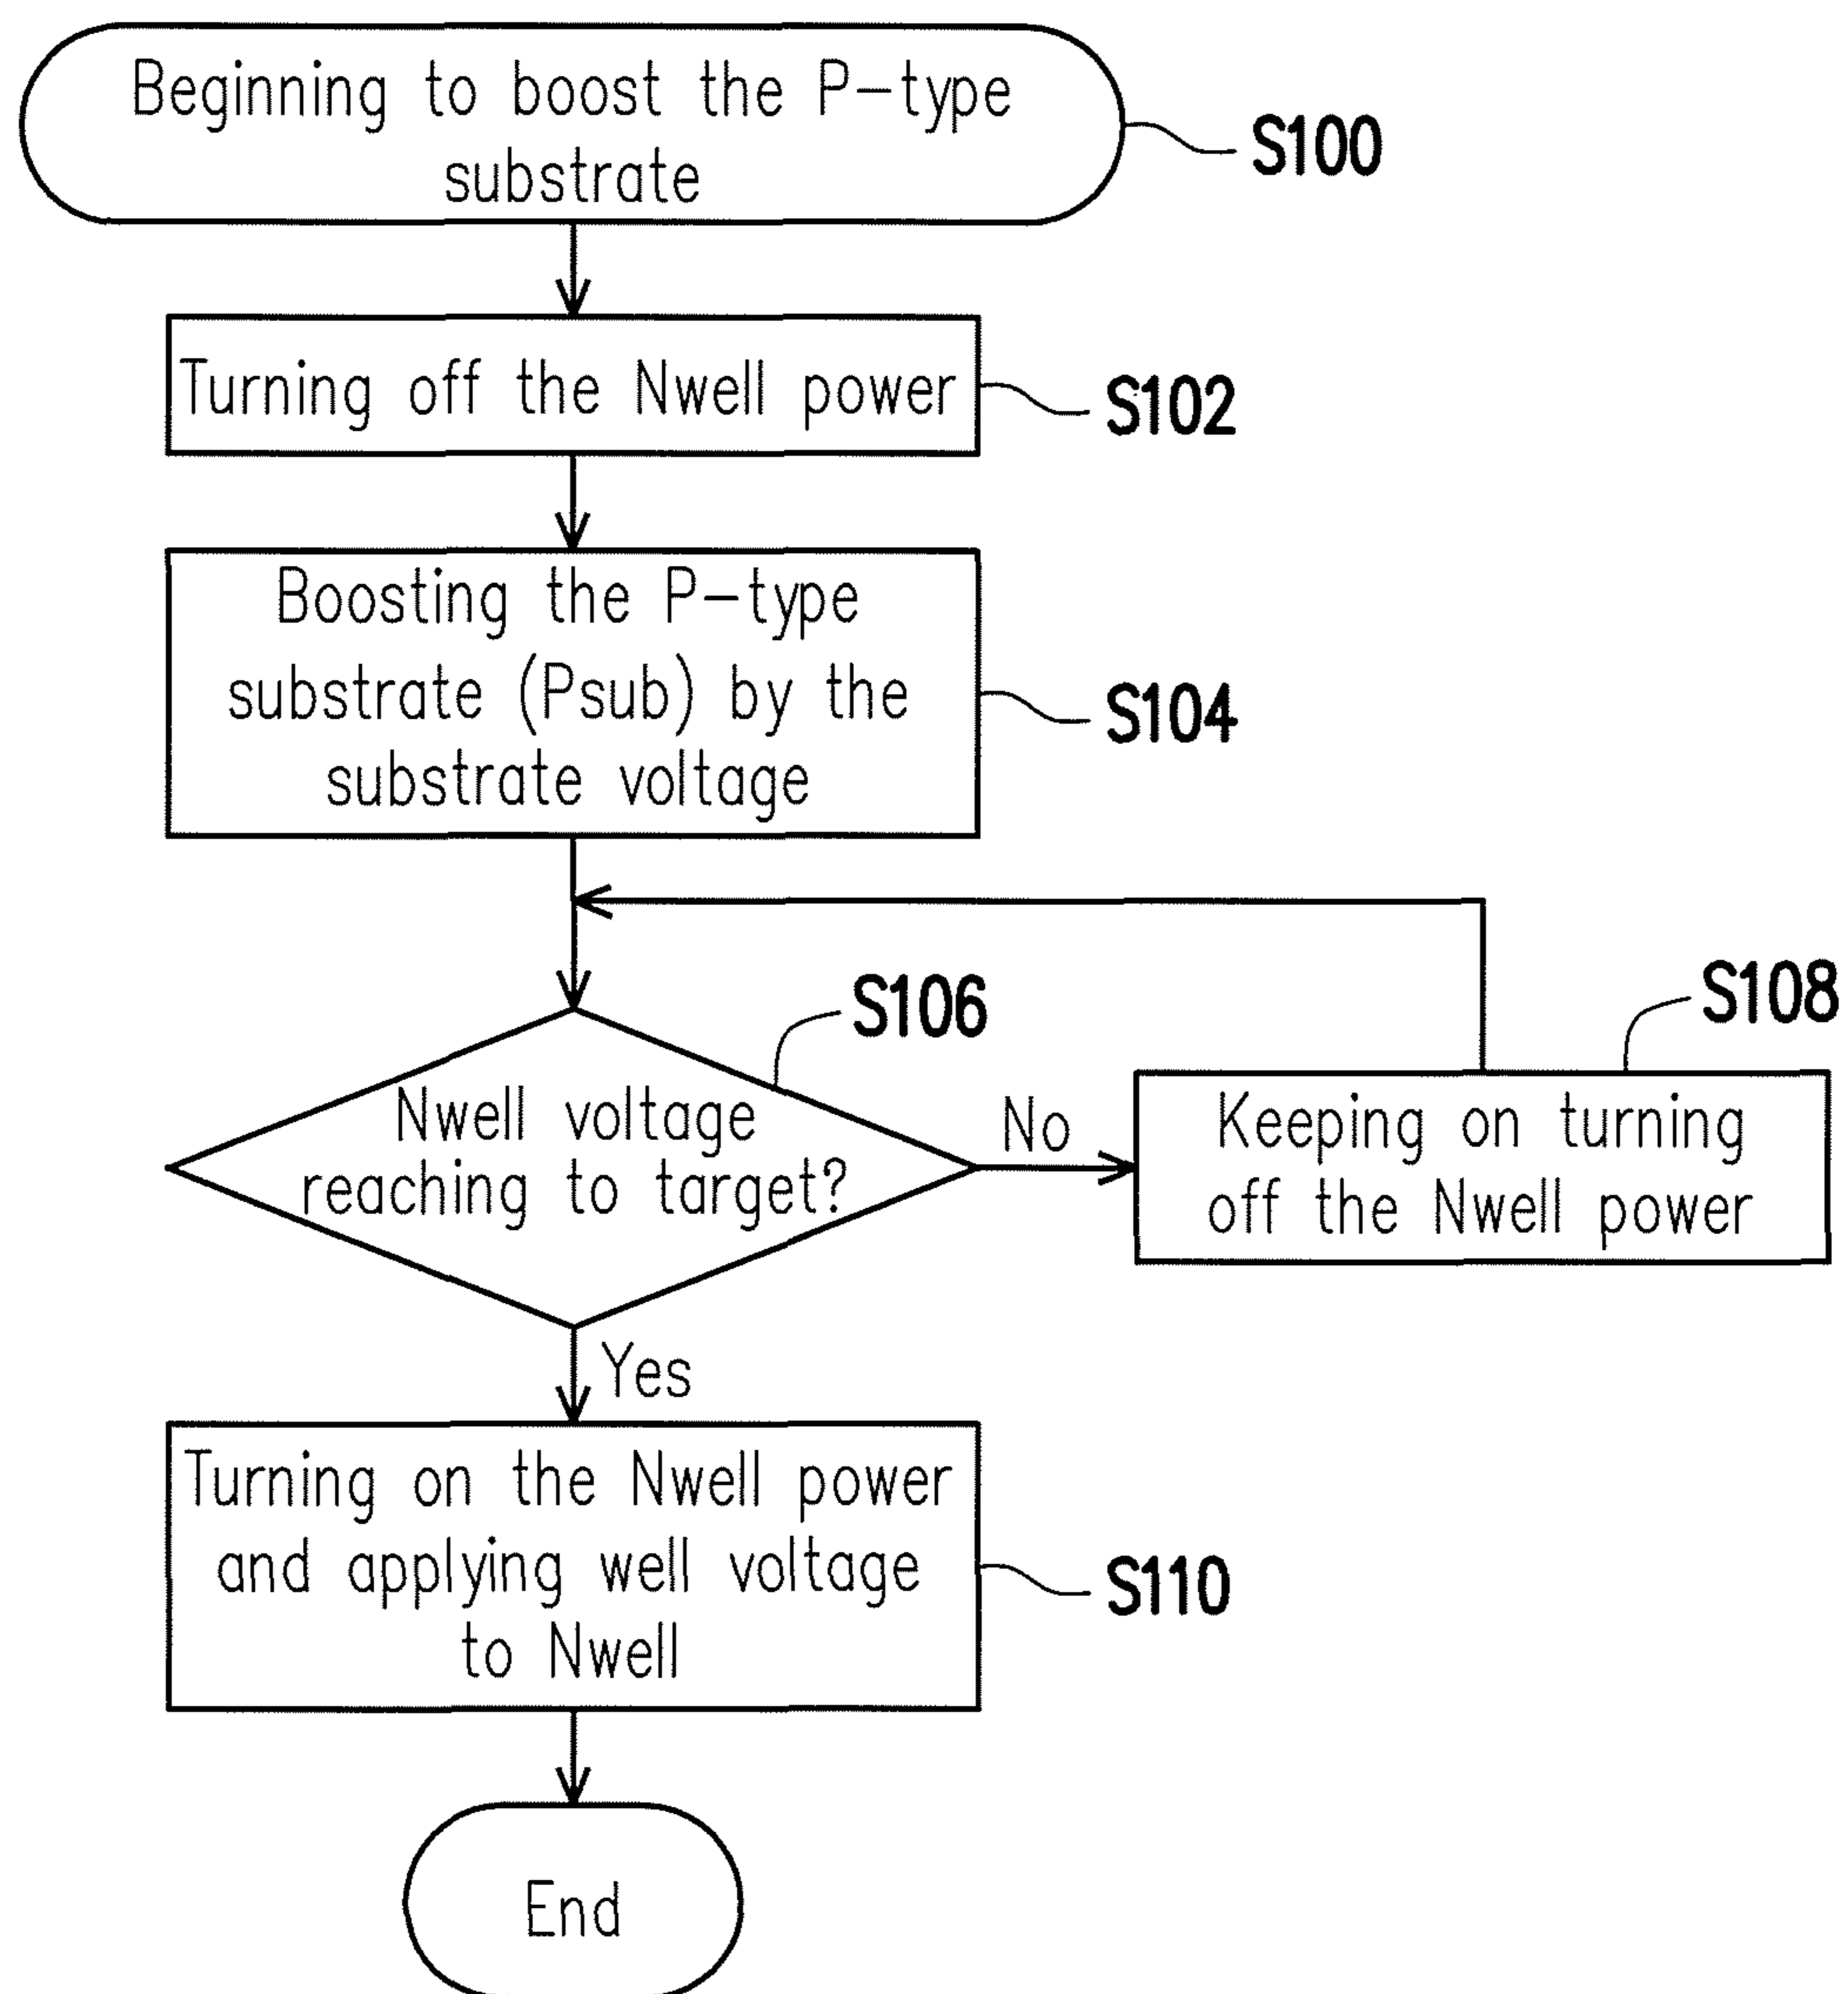 Beginning to boost the P-type
substrate
S100
Turning off the Nwell power
S102
Boosting the P-type
substrate (Psub) by the
substrate voltage
S104
S106
Nwell voltage
reaching to target?
No
S108
Keeping on turning
off the Nwell power
Yes
Turning on the Nwell power
and applying well voltage
to Nwell
S110
End